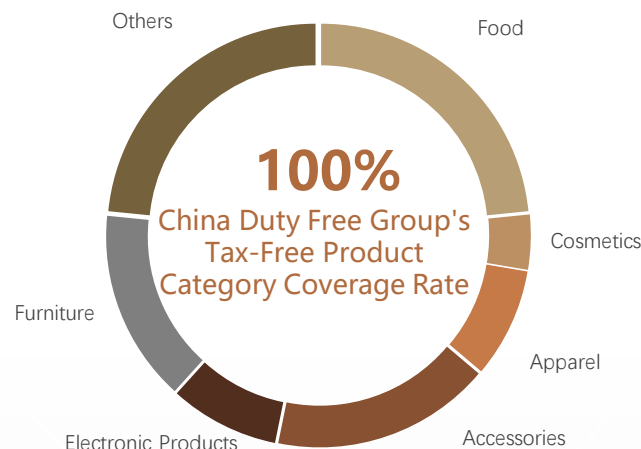 Others
Food
100%
China Duty Free Group's
Tax-Free Product
Category Coverage Rate
Cosmetics
Furniture
Apparel
Accessories
Electronic Products